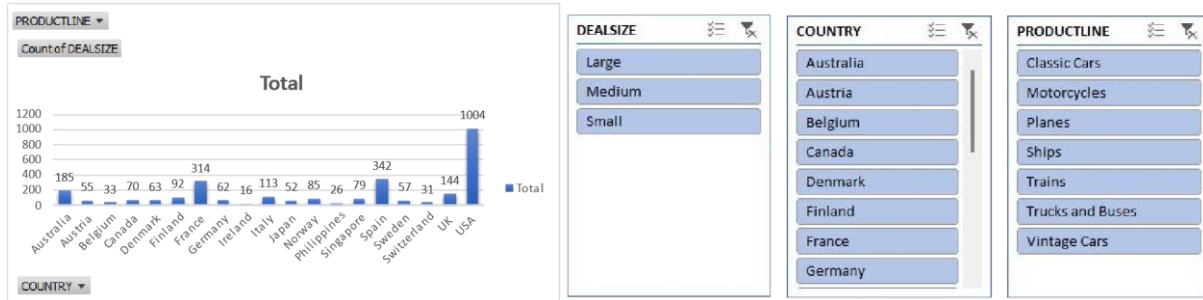 PRODUCTLINE
Count of DEALSIZE
Total
1200
1000
800
600
400
200
0
185
55
33
70
63
92
314
62
16
113
52
85
26
79
342
57
31
144
1004
Australia
Austria
Belgium
Canada
Denmark
Finland
France
Germany
Ireland
Italy
Japan
Norway
Philippines
Singapore
Spain
Sweden
Switzerland
UK
USA
Total
COUNTRY
DEALSIZE
Large
Medium
Small
COUNTRY
Australia
Austria
Belgium
Canada
Denmark
Finland
France
Germany
PRODUCTLINE
Classic Cars
Motorcycles
Planes
Ships
Trains
Trucks and Buses
Vintage Cars